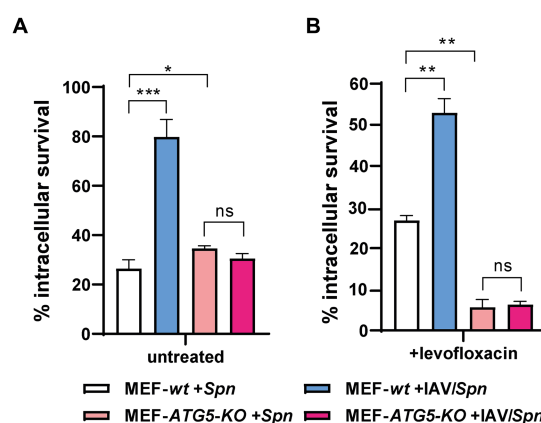 A
B
% intracellular survival
100
80
60
40
20
0
*
***
ns
untreated
% intracellular survival
60
50
40
30
20
10
0
**
**
ns
+levofloxacin
MEF-wt +Spn
MEF-wt +IAV/Spn
MEF-ATG5-KO +Spn
MEF-ATG5-KO +IAV/Spn